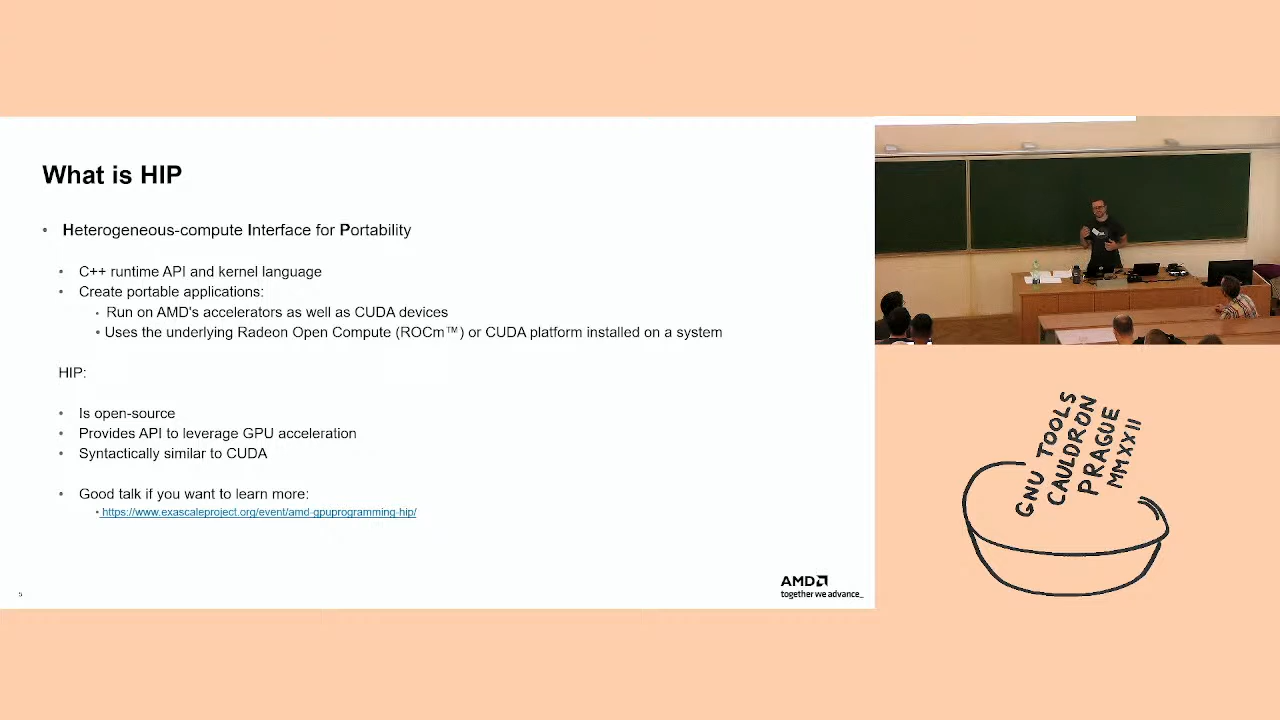 What is HIP
• Heterogeneous-compute Interface for Portability
• C++ runtime API and kernel language
• Create portable applications:
• Run on AMD's accelerators as well as CUDA devices
• Uses the underlying Radeon Open Compute (ROCm™) or CUDA platform installed on a system
HIP:
• Is open-source
• Provides API to leverage GPU acceleration
• Syntactically similar to CUDA
• Good talk if you want to learn more:
• https://www.exascaleproject.org/event/amd-gpuprogramming-hip/
5
AMD
together we advance_
GNU TOOLS
CAULDRON
PRAGUE
MMXXII